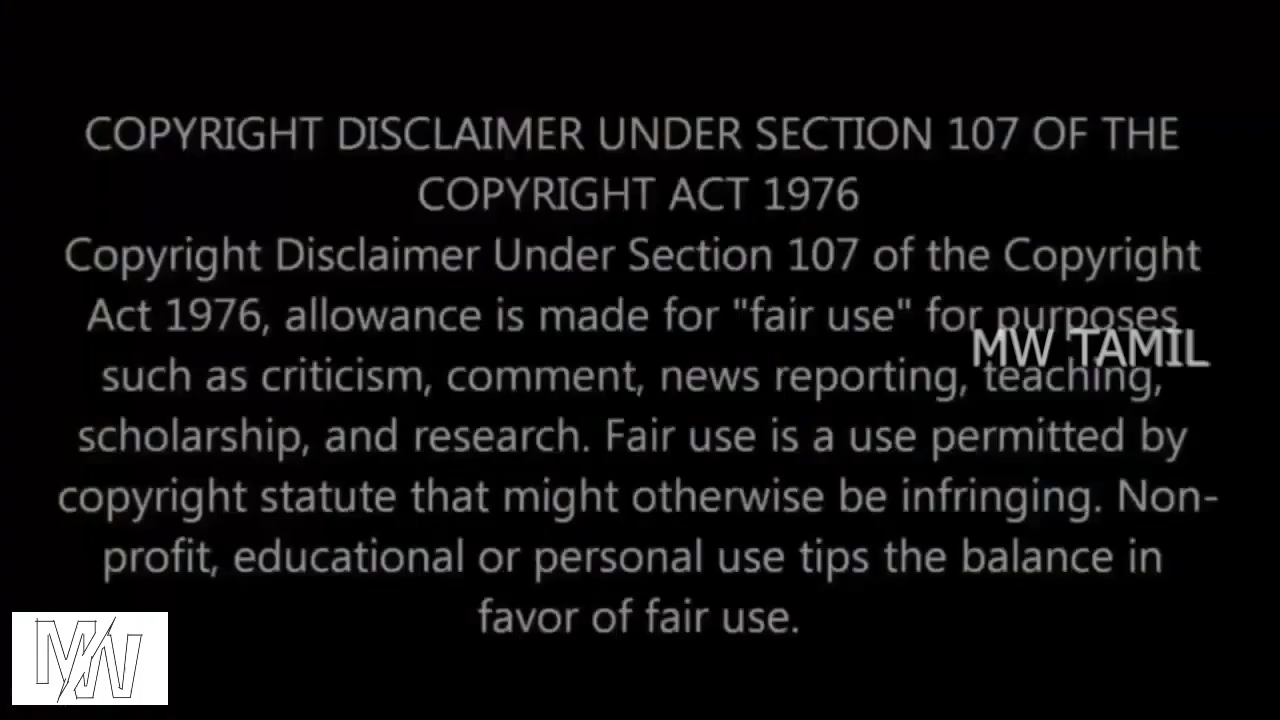 COPYRIGHT DISCLAIMER UNDER SECTION 107 OF THE
COPYRIGHT ACT 1976
Copyright Disclaimer Under Section 107 of the Copyright
Act 1976, allowance is made for "fair use" for purposes
MW TAMIL
such as criticism, comment, news reporting, teaching,
scholarship, and research. Fair use is a use permitted by
copyright statute that might otherwise be infringing. Non-
profit, educational or personal use tips the balance in
favor of fair use.
MW